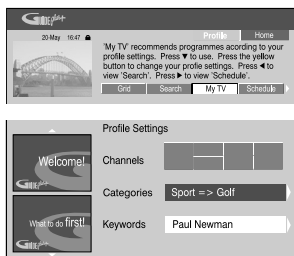 GUIDE plus+
20-May 16:47
Profile Home
'My TV' recommends programmes acording to your
profile settings. Press ▼ to use. Press the yellow
button to change your profie settings. Press ◄ to
view 'Search'. Press ► to view 'Schedule'.
Grid Search My TV Schedule
Profile Settings
Welcome!
Channels
Categories Sport => Golf
What to do first!
Keywords Paul Newman
GUIDE plus+